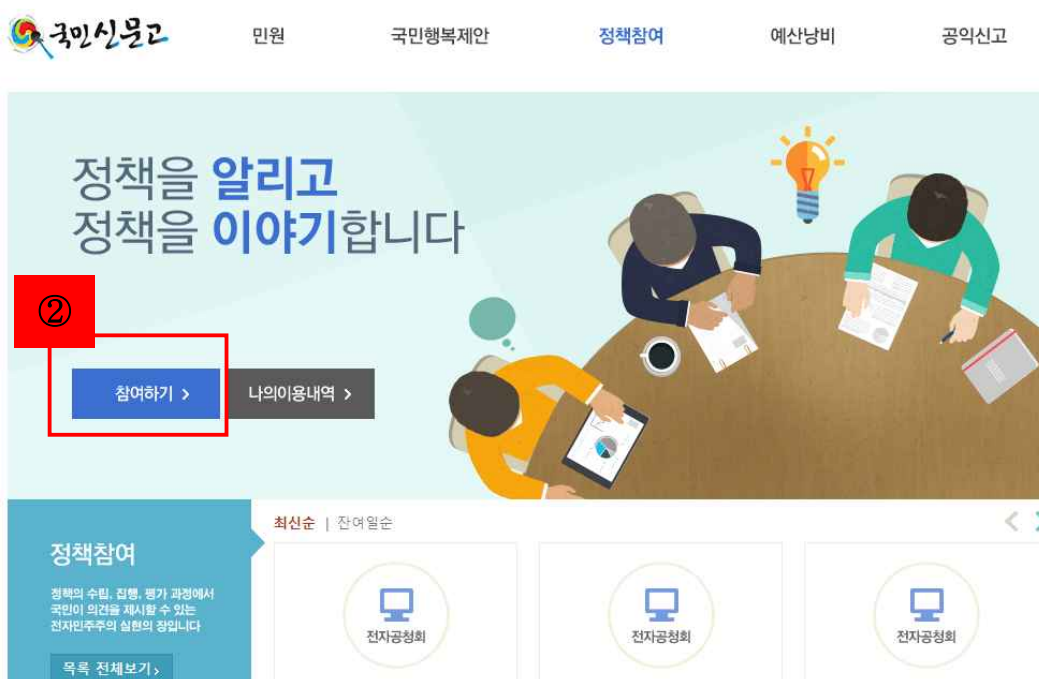 국민신문고
민원
국민행복제안
정책참여
예산낭비
공익신고
정책을 알리고
정책을 이야기합니다
②
참여하기 >
나의이용내역 >
최신순 | 잔여일순
정책참여
정책의 수립, 집행, 평가 과정에서
국민이 의견을 제시할 수 있는
전자민주주의 실현의 장입니다
목록 전체보기 >
전자공청회
전자공청회
전자공청회